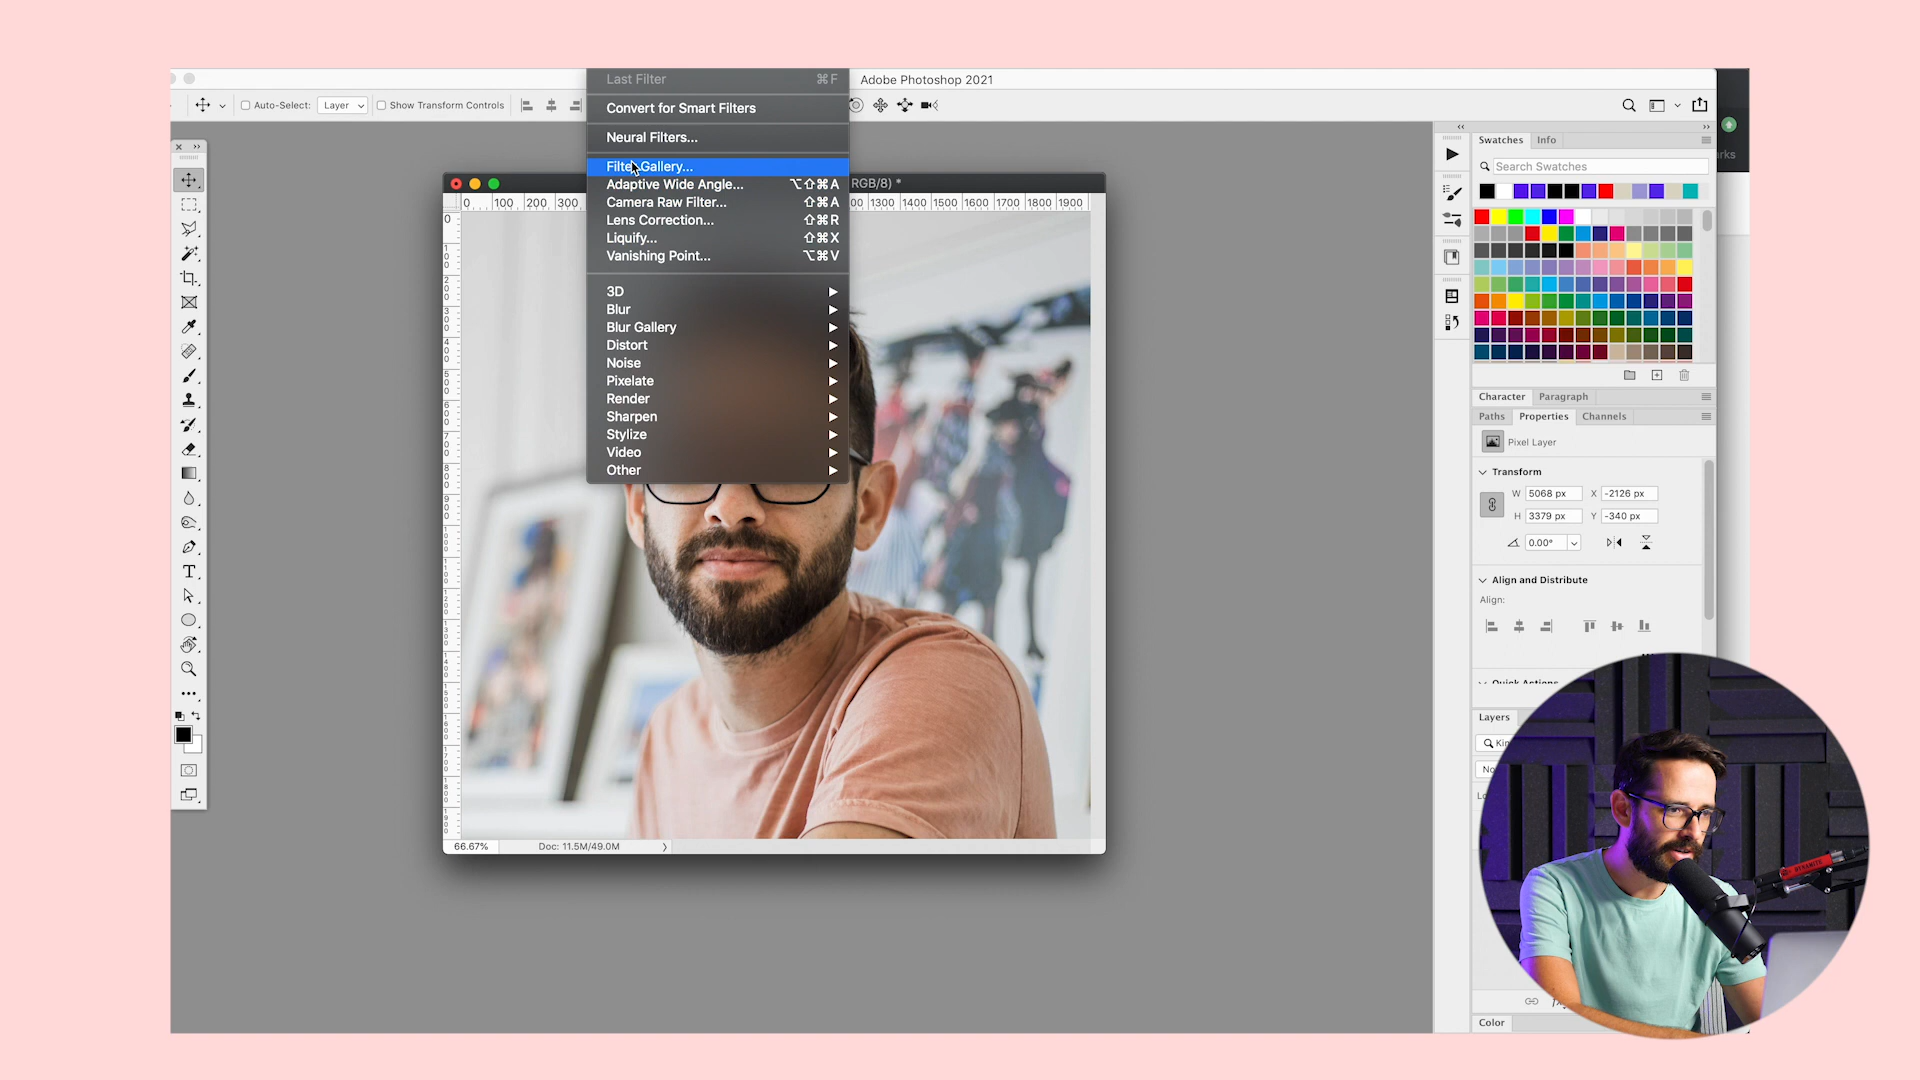 Adobe Photoshop 2021
Auto-Select:
Layer
Show Transform Controls
Last Filter ⌘F
Convert for Smart Filters
Neural Filters...
Filter Gallery...
Adaptive Wide Angle... ⌥⇧⌘A
Camera Raw Filter... ⇧⌘A
Lens Correction... ⇧⌘R
Liquify... ⇧⌘X
Vanishing Point... ⌥⌘V
3D
Blur
Blur Gallery
Distort
Noise
Pixelate
Render
Sharpen
Stylize
Video
Other
RGB/8) *
0 100 200 300
1300 1400 1500 1600 1700 1800 1900
66.67% Doc: 11.5M/49.0M
Swatches Info
Search Swatches
Character Paragraph
Paths Properties Channels
Pixel Layer
Transform
W 5068 px X -2126 px
H 3379 px Y -340 px
0.00°
Align and Distribute
Align:
Quick Actions
Layers
Color
DYNAMITE